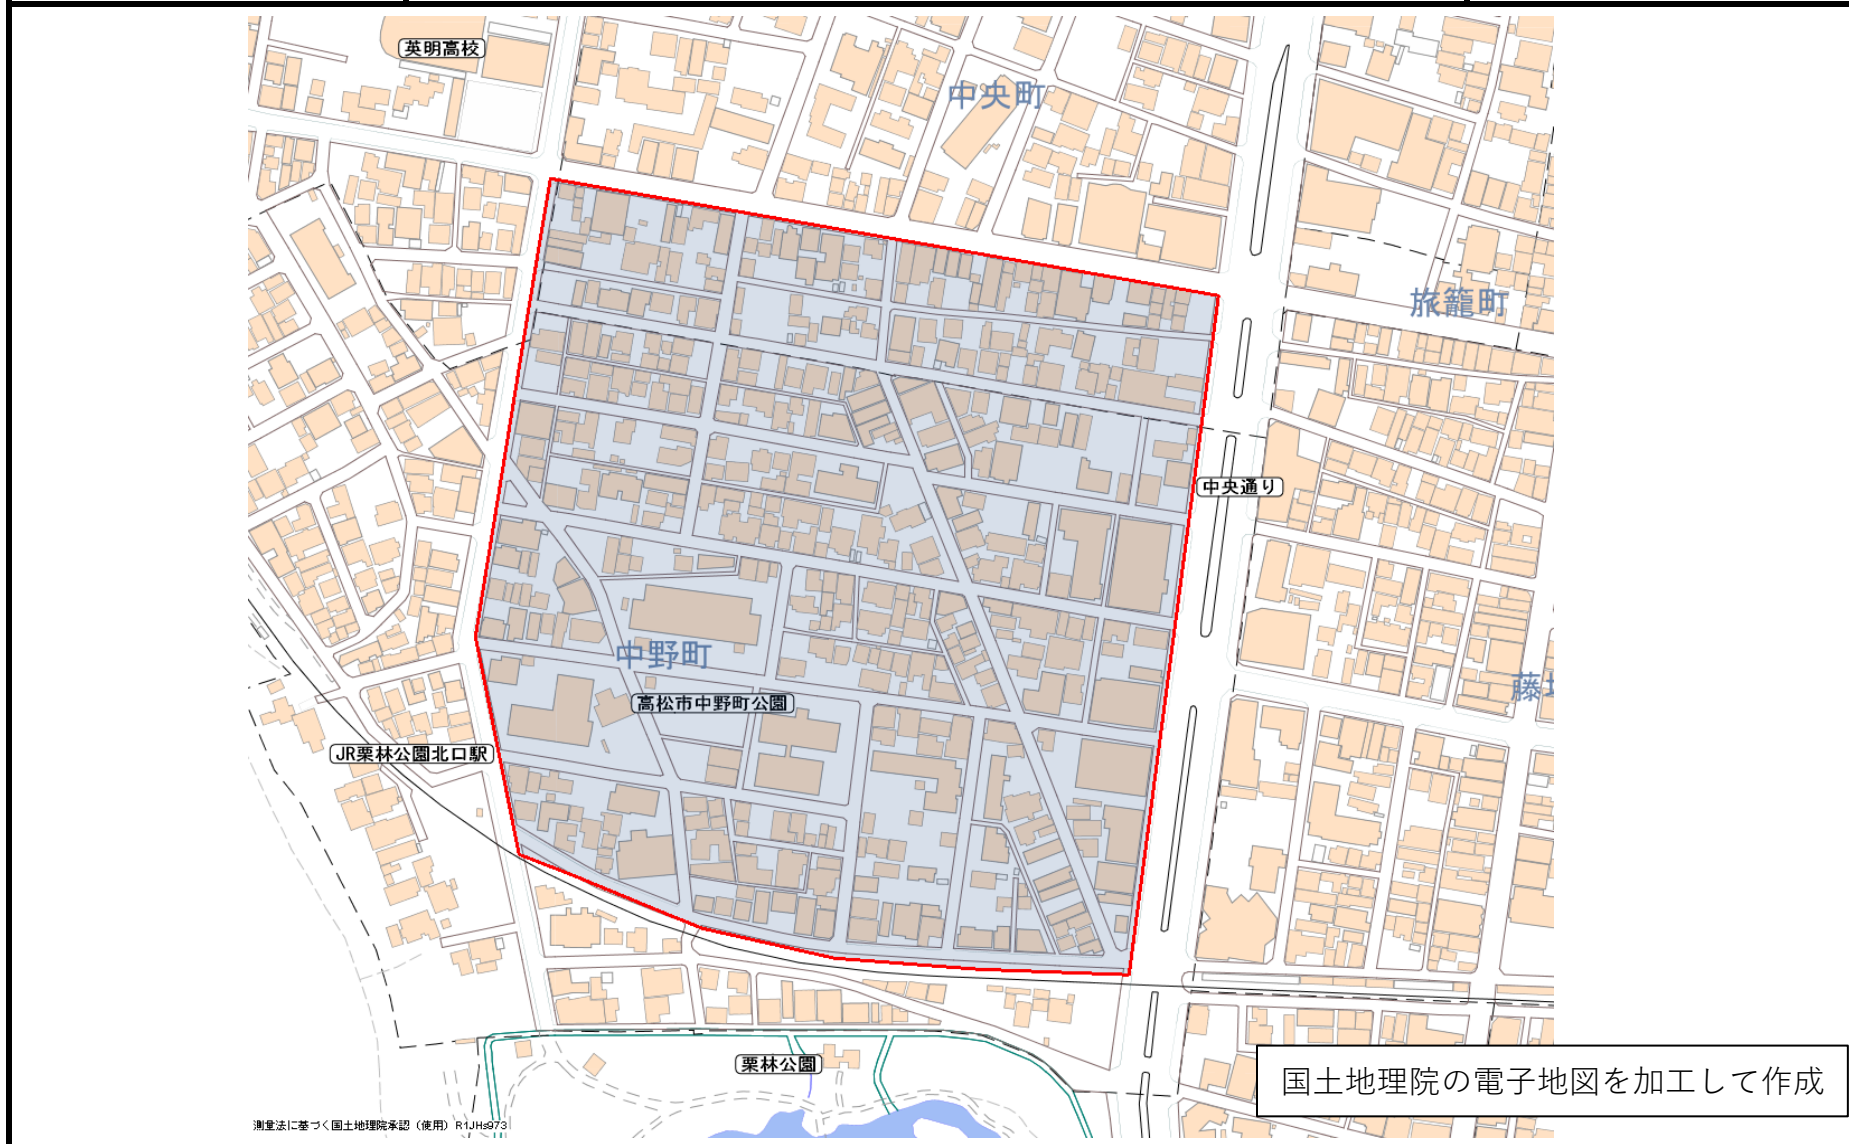 英明高校
中央町
旅籠町
中央通り
中野町
藤
高松市中野町公園
JR栗林公園北口駅
栗林公園
国土地理院の電子地図を加工して作成
測量法に基づく国土地理院承認（使用）R1JHs973